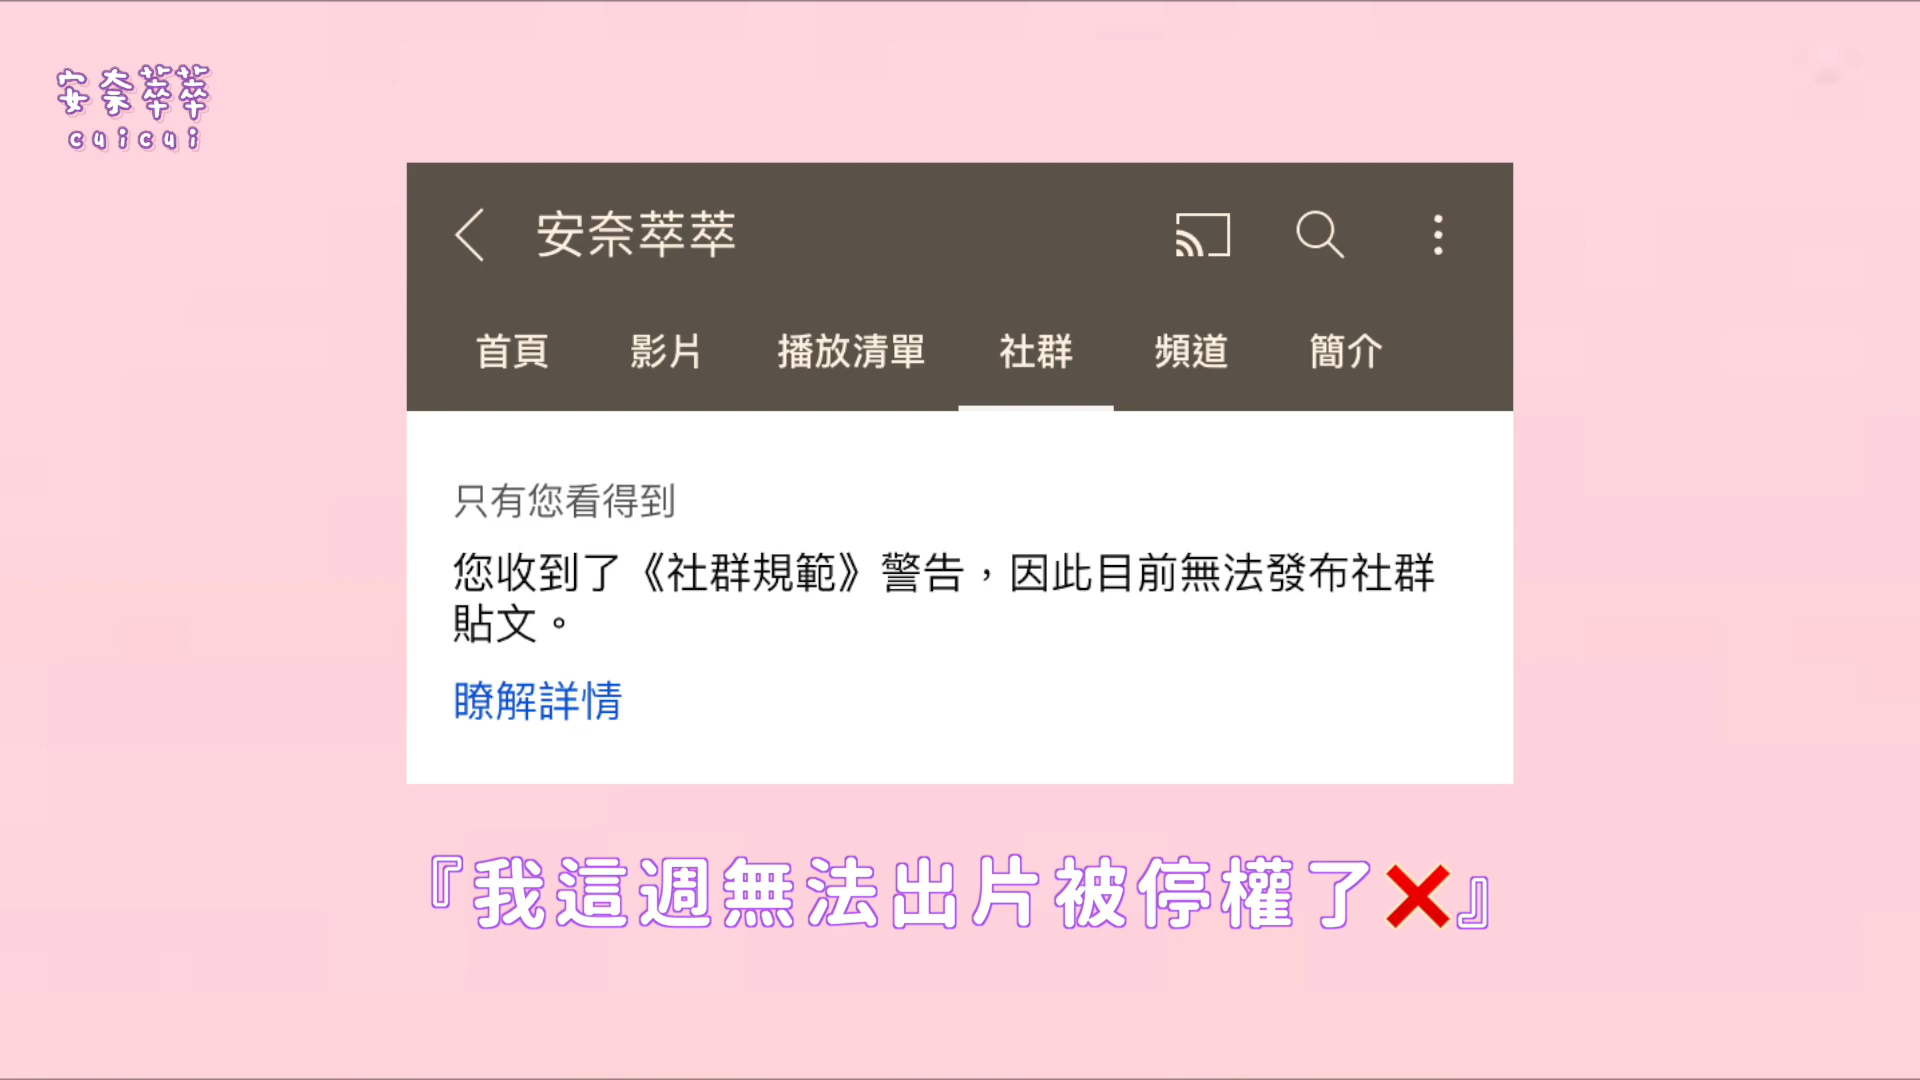 安奈萃萃
cuicui
安奈萃萃
首頁 影片 播放清單 社群 頻道 簡介
只有您看得到
您收到了《社群規範》警告，因此目前無法發布社群
貼文。
瞭解詳情
『我這週無法出片被停權了❌』